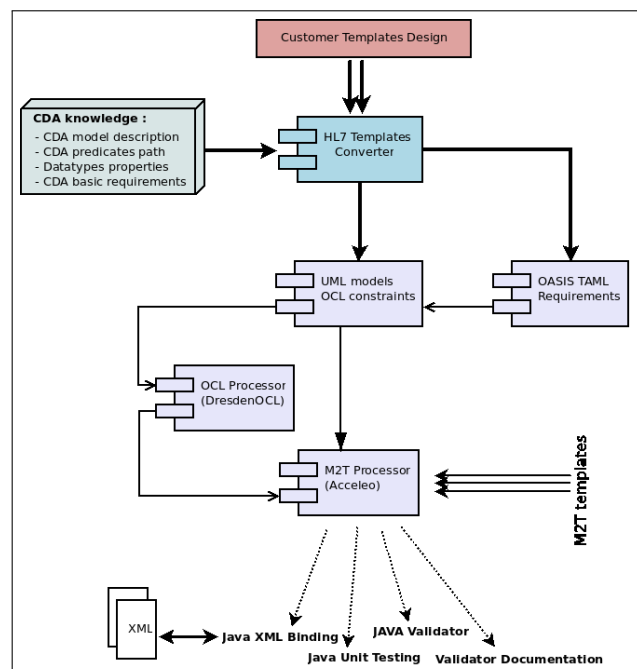 Customer Templates Design
CDA knowledge :
- CDA model description
- CDA predicates path
- Datatypes properties
- CDA basic requirements
HL7 Templates
Converter
UML models
OCL constraints
OASIS TAML
Requirements
OCL Processor
(DresdenOCL)
M2T Processor
(Acceleo)
M2T templates
XML
Java XML Binding
JAVA Validator
Java Unit Testing
Validator Documentation